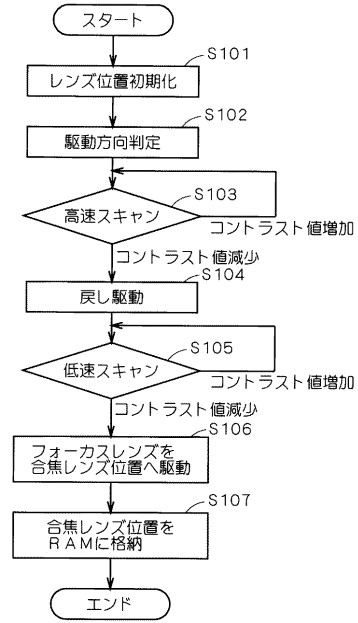 スタート
S101
レンズ位置初期化
S102
駆動方向判定
S103
高速スキャン
コントラスト値増加
コントラスト値減少
S104
戻し駆動
S105
低速スキャン
コントラスト値増加
コントラスト値減少
S106
フォーカスレンズを
合焦レンズ位置へ駆動
S107
合焦レンズ位置を
RAMに格納
エンド